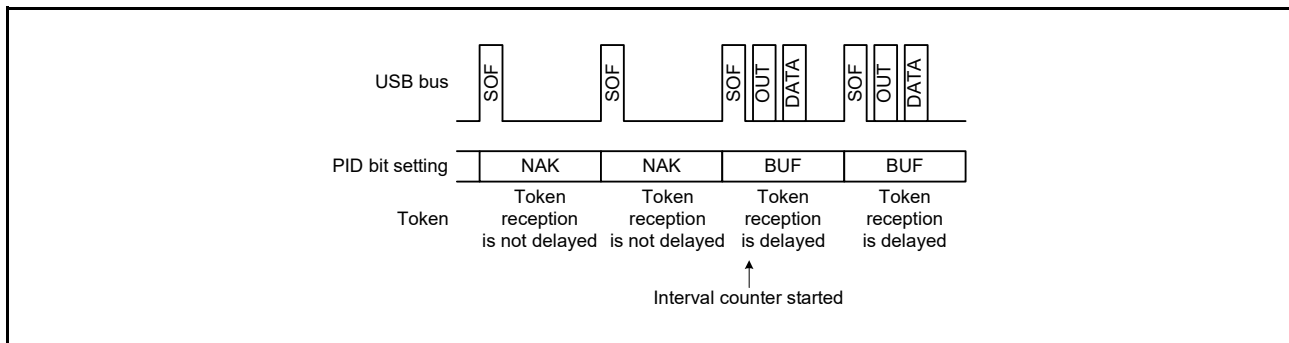 SOF SOF SOF OUT DATA SOF OUT DATA
USB bus
PID bit setting NAK NAK BUF BUF
Token Token Token Token
Token reception reception reception reception
is not delayed is not delayed is delayed is delayed
Interval counter started